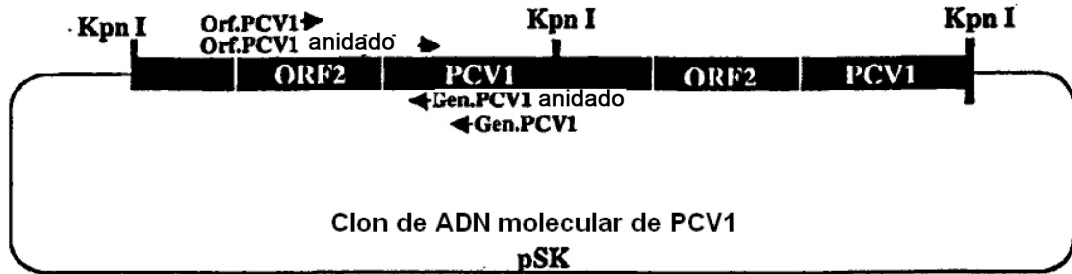 Kpn I Orf.PCV1 Kpn I Kpn I
Orf.PCV1 anidado
ORF2 PCV1 ORF2 PCV1
Gen.PCV1 anidado
Gen.PCV1
Clon de ADN molecular de PCV1
pSK